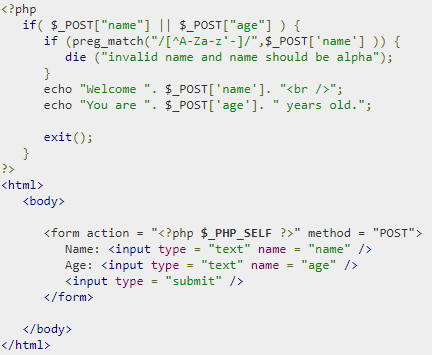 <?php
   if( $_POST["name"] || $_POST["age"] ) {
      if (preg_match("/[^A-Za-z'-]/",$_POST['name'] )) {
         die ("invalid name and name should be alpha");
      }
      echo "Welcome ". $_POST['name']. "<br />";
      echo "You are ". $_POST['age']. " years old.";

      exit();
   }
?>
<html>
   <body>

      <form action = "<?php $_PHP_SELF ?>" method = "POST">
         Name: <input type = "text" name = "name" />
         Age: <input type = "text" name = "age" />
         <input type = "submit" />
      </form>

   </body>
</html>